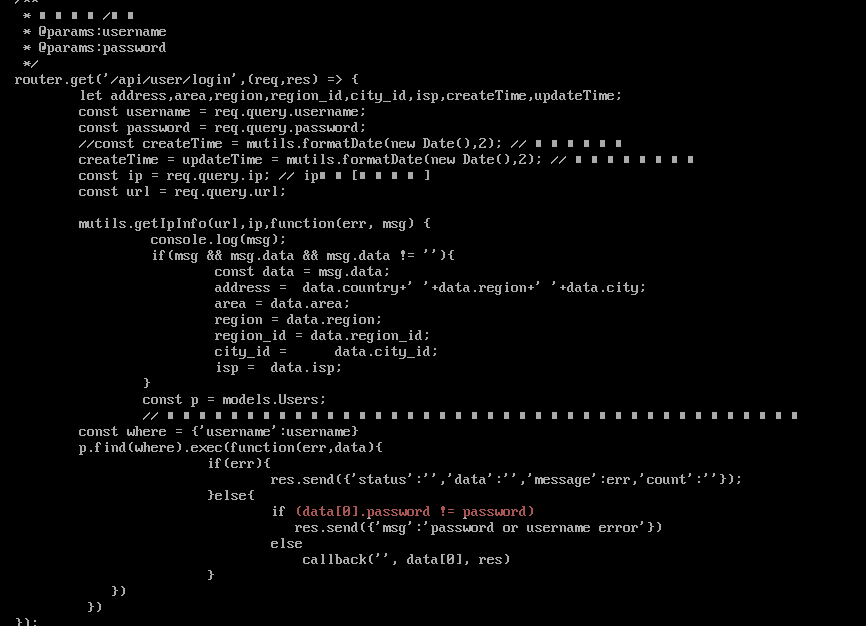 /**
*
* @params:username
* @params:password
*/
router.get('/api/user/login',(req,res) => {
let address,area,region,region_id,city_id,isp,createTime,updateTime;
const username = req.query.username;
const password = req.query.password;
//const createTime = mutils.formatDate(new Date(),2); //
createTime = updateTime = mutils.formatDate(new Date(),2); //
const ip = req.query.ip; // ip [ ]
const url = req.query.url;
mutils.getIpInfo(url,ip,function(err, msg) {
console.log(msg);
if(msg && msg.data && msg.data != ''){
const data = msg.data;
address =  data.country+' '+data.region+' '+data.city;
area = data.area;
region = data.region;
region_id = data.region_id;
city_id =      data.city_id;
isp =  data.isp;
}
const p = models.Users;
//
const where = {'username':username}
p.find(where).exec(function(err,data){
if(err){
res.send({'status':'','data':'','message':err,'count':''});
}else{
if (data[0].password != password)
res.send({'msg':'password or username error'})
else
callback('', data[0], res)
}
})
})
});